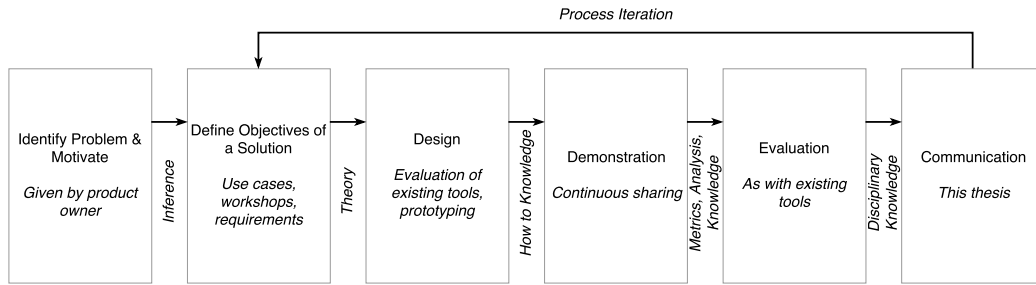 Process Iteration
Identify Problem &
Motivate
Given by product
owner
Inference
Define Objectives of
a Solution
Use cases,
workshops,
requirements
Theory
Design
Evaluation of
existing tools,
prototyping
How to Knowledge
Demonstration
Continuous sharing
Metrics, Analysis,
Knowledge
Evaluation
As with existing
tools
Disciplinary
Knowledge
Communication
This thesis